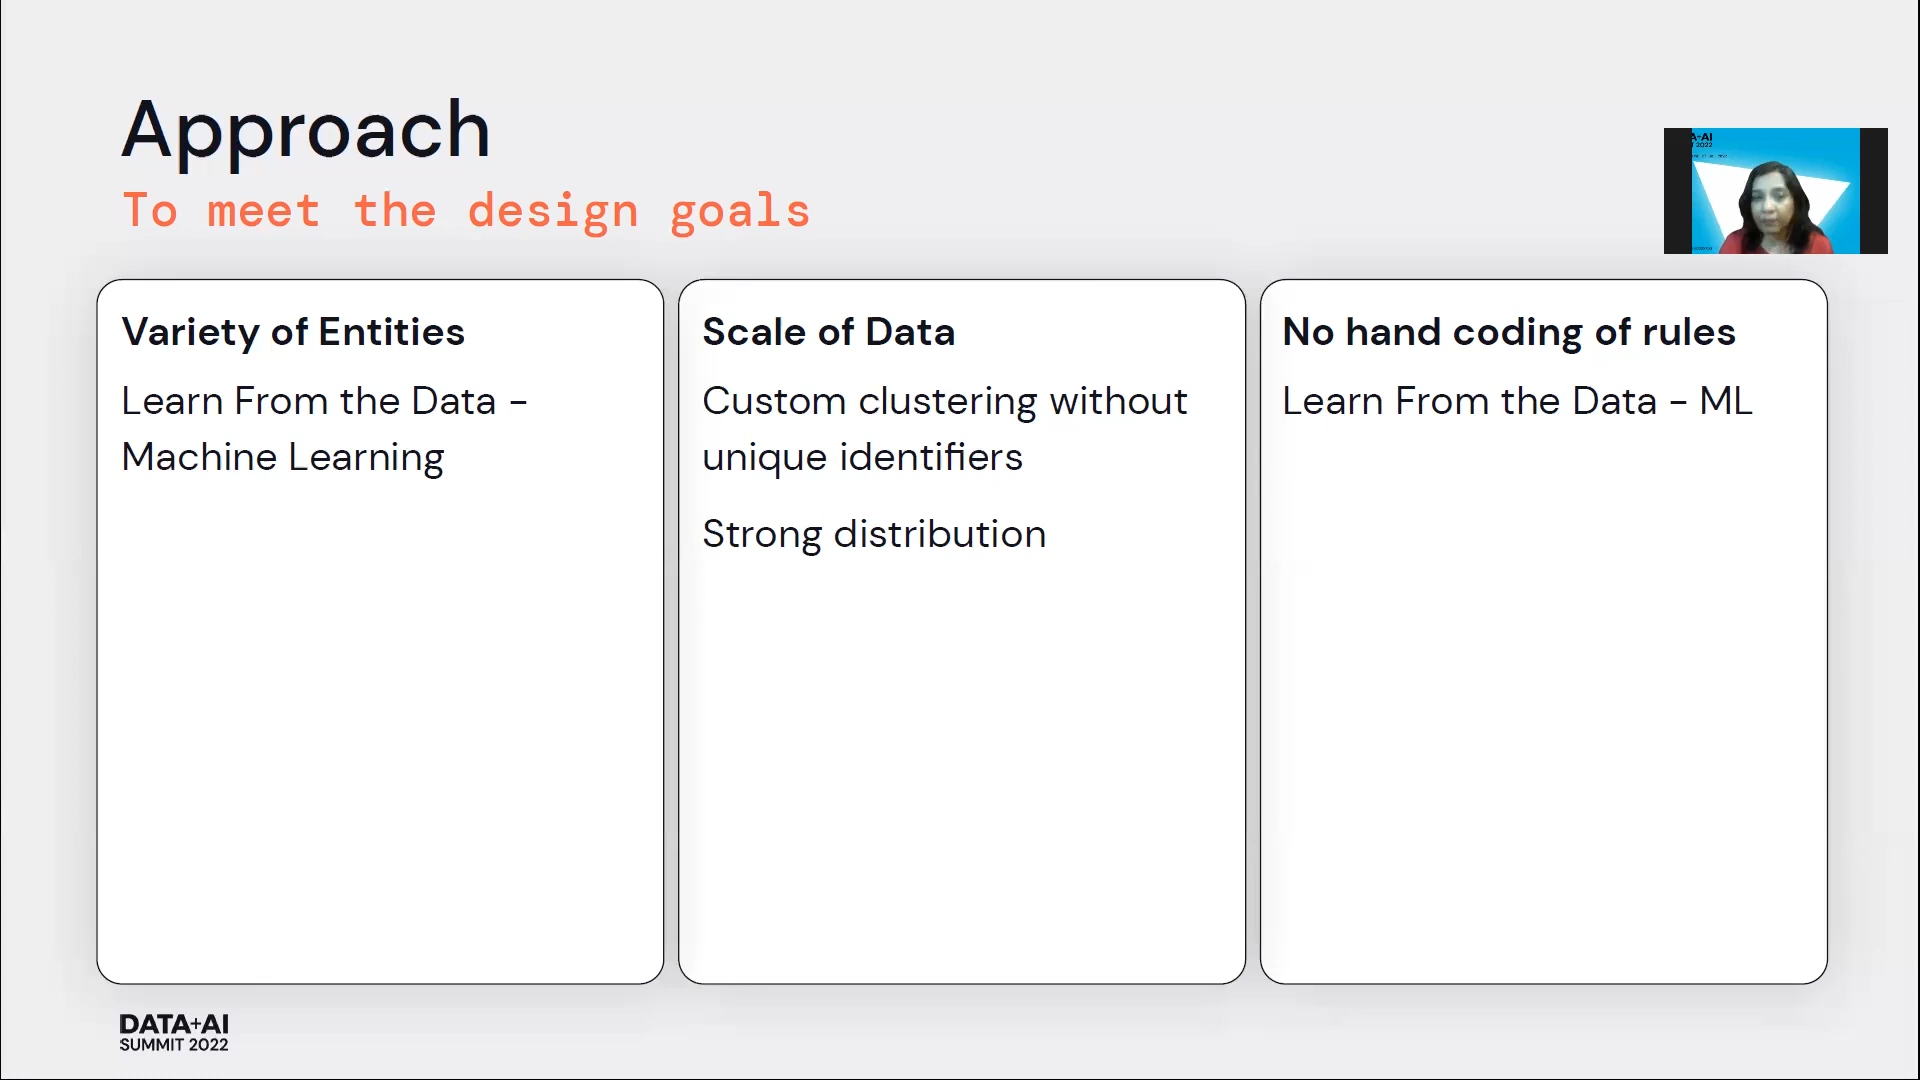 Approach
To meet the design goals
A+AI
T 2022
Variety of Entities
Learn From the Data -
Machine Learning
Scale of Data
Custom clustering without
unique identifiers
Strong distribution
No hand coding of rules
Learn From the Data - ML
DATA+AI
SUMMIT 2022